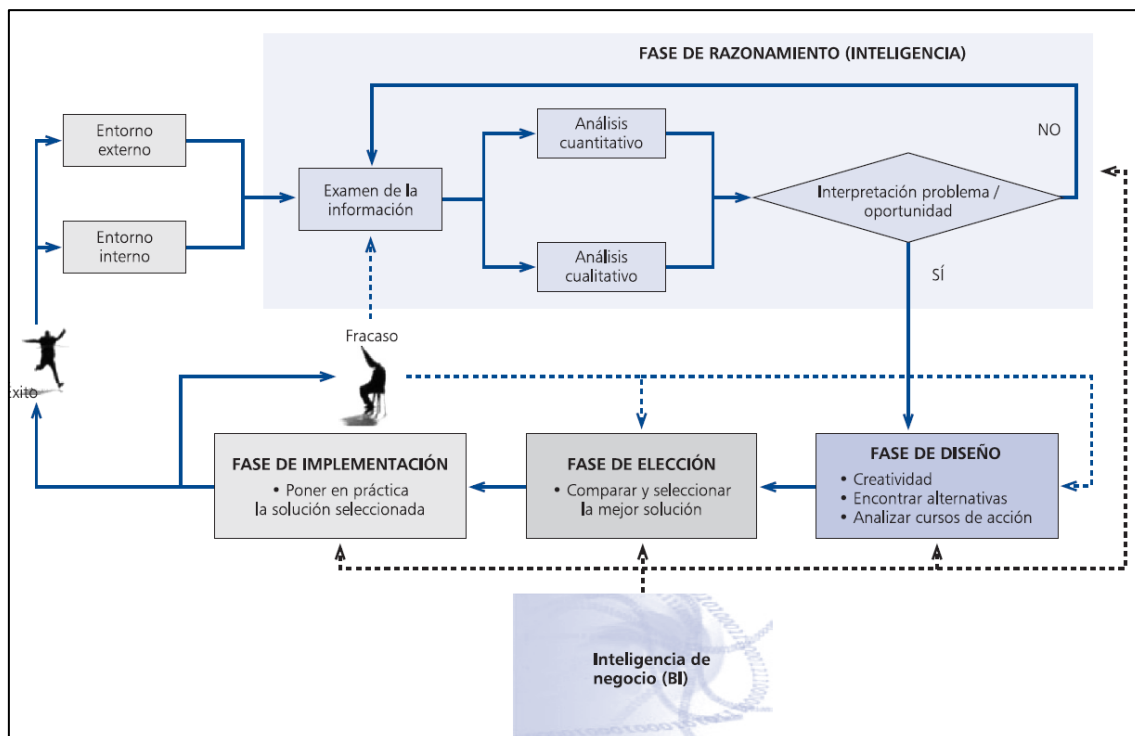 FASE DE RAZONAMIENTO (INTELIGENCIA)
Entorno
externo
Entorno
interno
Examen de la
información
Análisis
cuantitativo
Análisis
cualitativo
Interpretación problema /
oportunidad
NO
SÍ
Éxito
Fracaso
FASE DE IMPLEMENTACIÓN
• Poner en práctica
la solución seleccionada
FASE DE ELECCIÓN
• Comparar y seleccionar
la mejor solución
FASE DE DISEÑO
• Creatividad
• Encontrar alternativas
• Analizar cursos de acción
Inteligencia de
negocio (BI)